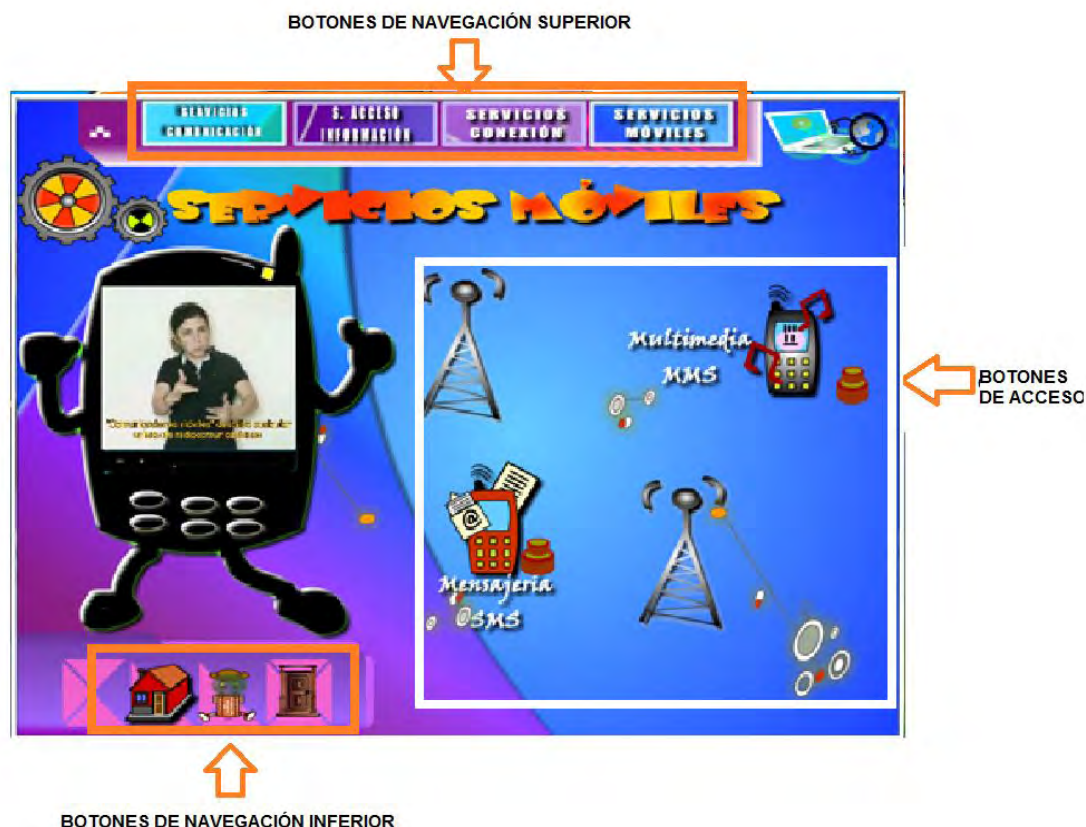 BOTONES DE NAVEGACIÓN SUPERIOR
SERVICIOS
COMUNICACIÓN
S. ACCESO
INFORMACIÓN
SERVICIOS
CONEXIÓN
SERVICIOS
MÓVILES
SERVICIOS MÓVILES
Multimedia
MMS
BOTONES
DE ACCESO
Mensajería
SMS
BOTONES DE NAVEGACIÓN INFERIOR